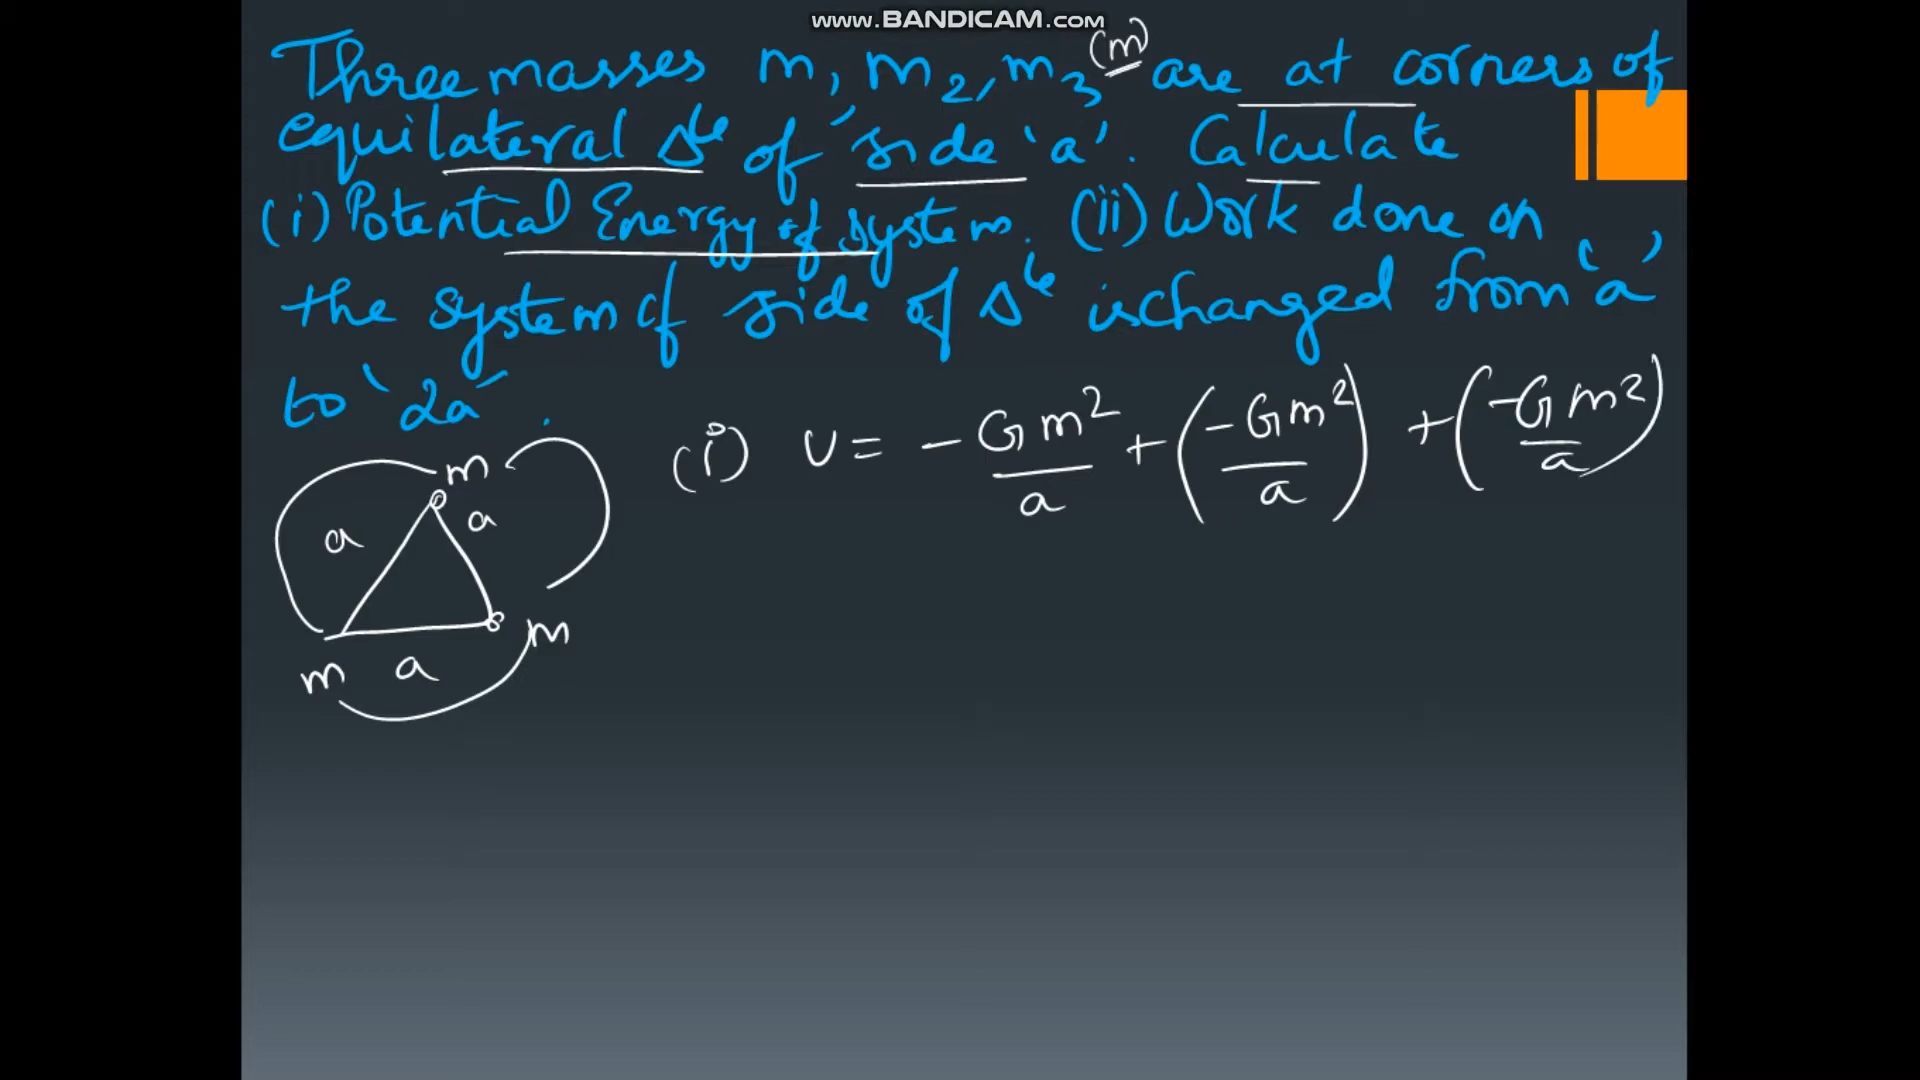 www.BANDICAM.com
Three masses m, m2, m3 (m) are at corners of
equilateral Δle of side 'a'. Calculate
(i) Potential Energy of system. (ii) Work done on
the system if side of Δle is changed from 'a'
to '2a'.
(i) U = - Gm²/a + (-Gm²/a) + (-Gm²/a)
m
a a
m
m a